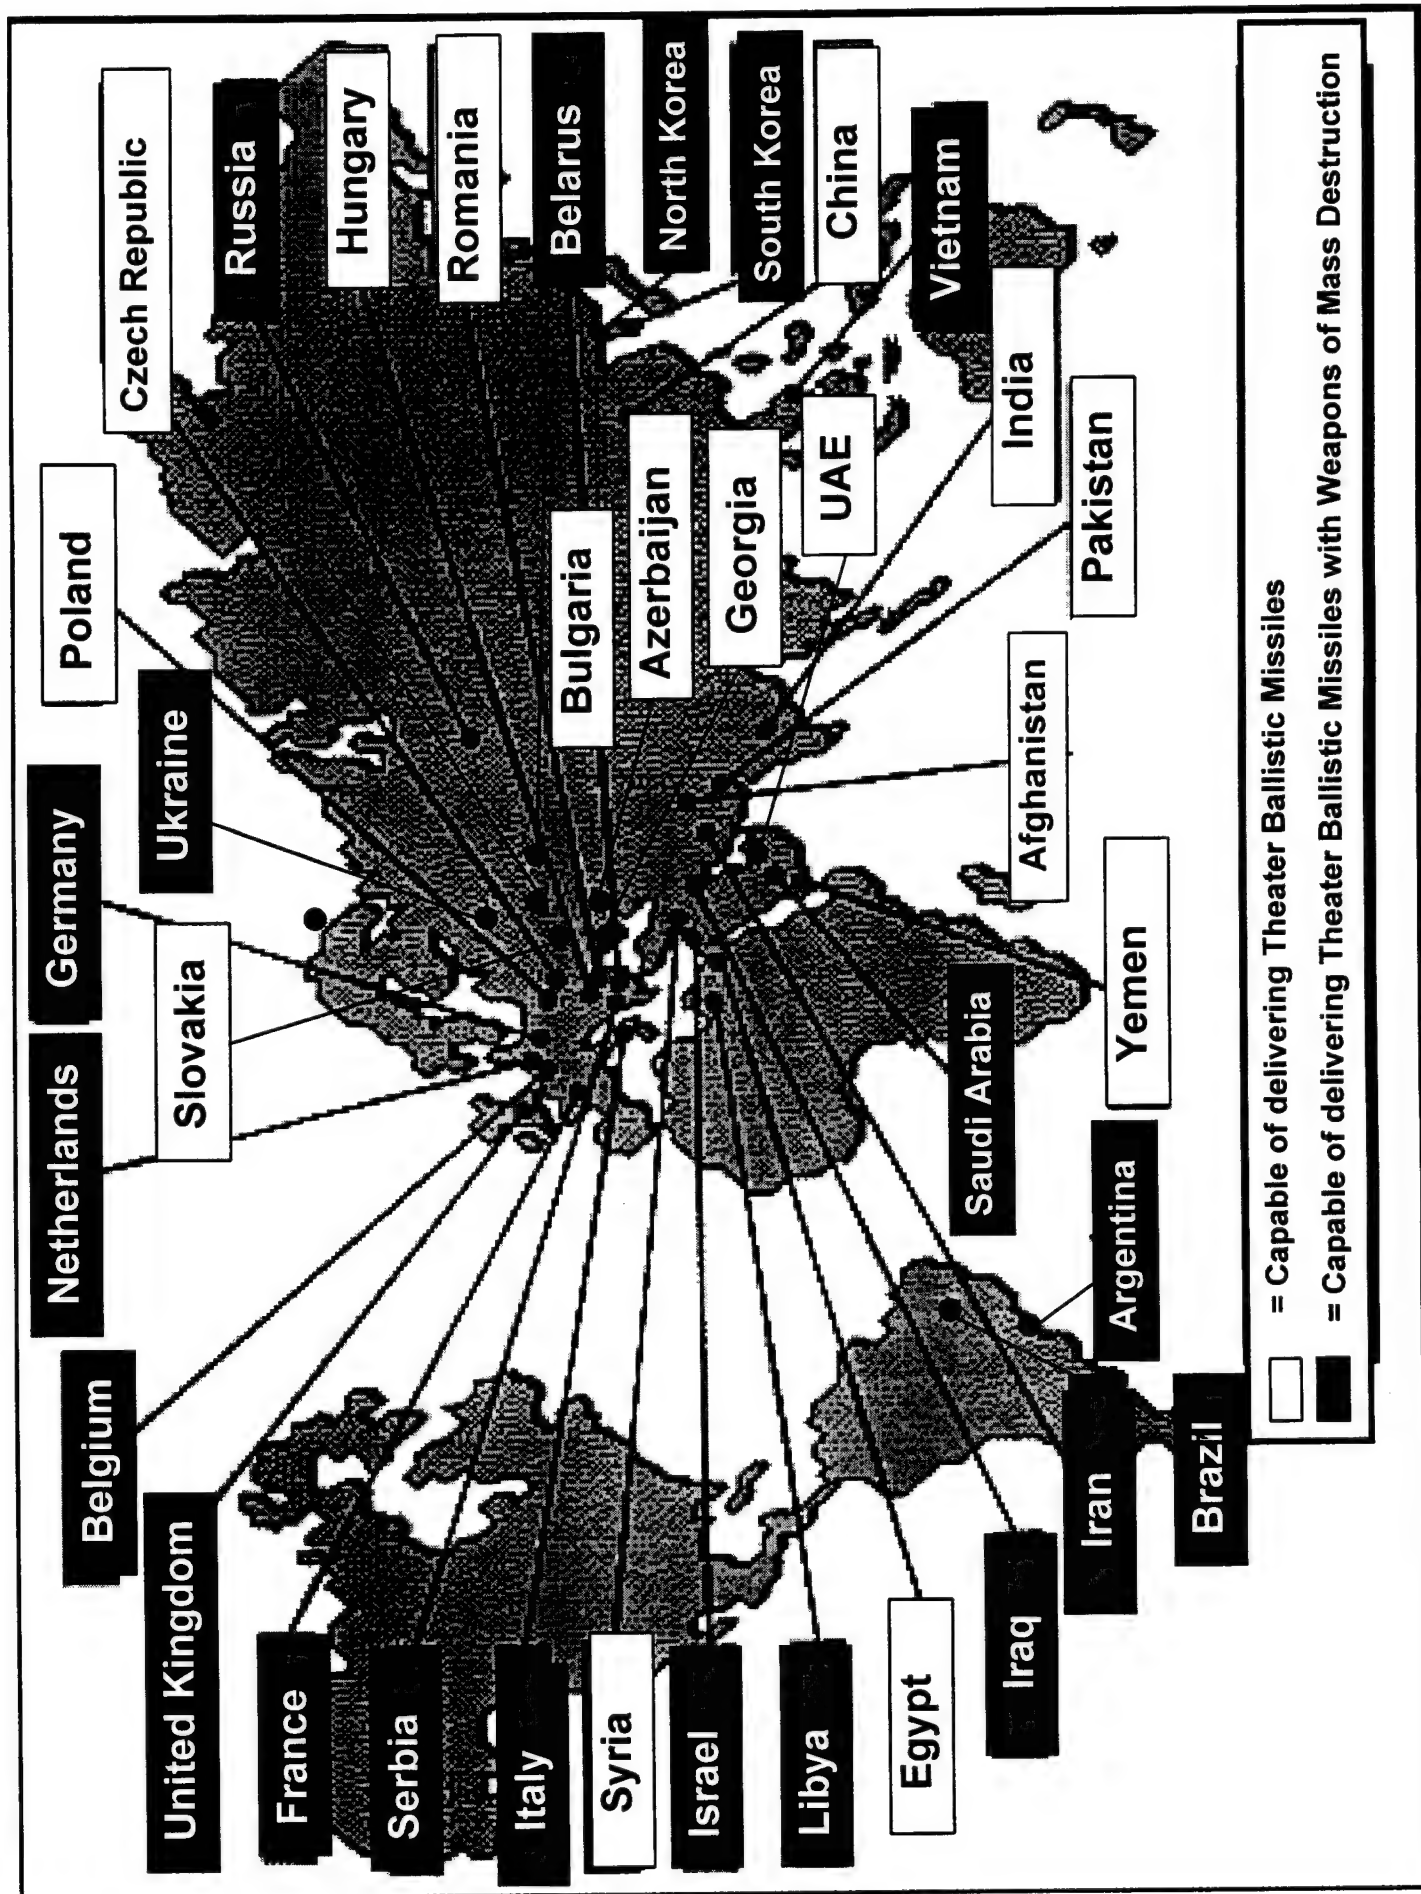 Netherlands
Germany
Poland
Belgium
Ukraine
Czech Republic
United Kingdom
Slovakia
Russia
France
Hungary
Serbia
Romania
Italy
Bulgaria
Belarus
Syria
Azerbaijan
North Korea
Israel
Georgia
South Korea
Libya
UAE
China
Egypt
Saudi Arabia
Afghanistan
India
Vietnam
Iraq
Argentina
Yemen
Pakistan
Iran
Brazil
= Capable of delivering Theater Ballistic Missiles
= Capable of delivering Theater Ballistic Missiles with Weapons of Mass Destruction